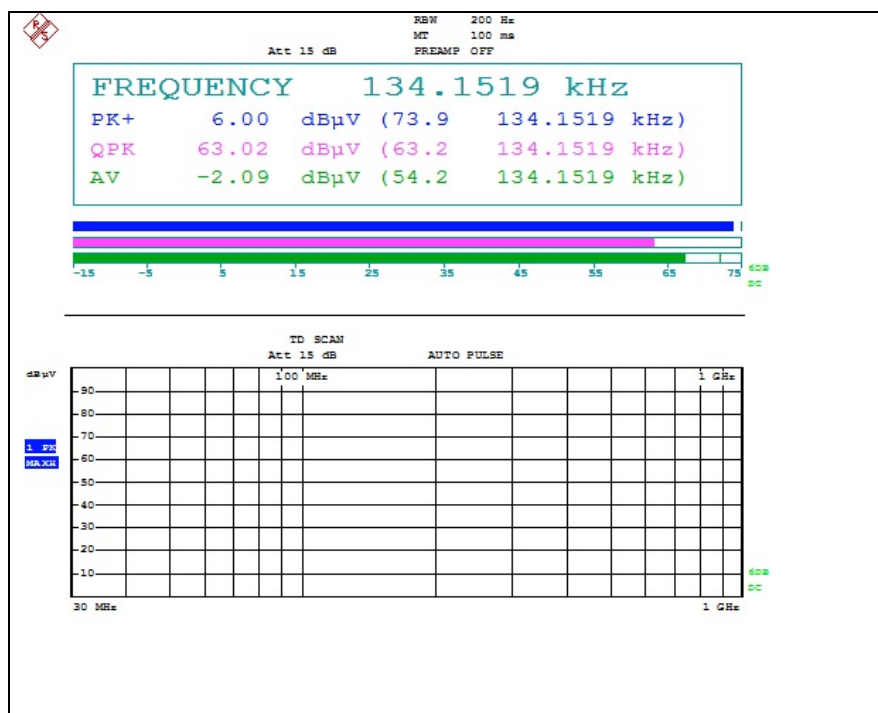 R S
RBW 200 Hz
MT 100 ms
Att 15 dB PREAMP OFF
FREQUENCY 134.1519 kHz
PK+ 6.00 dBµV (73.9 134.1519 kHz)
QPK 63.02 dBµV (63.2 134.1519 kHz)
AV -2.09 dBµV (54.2 134.1519 kHz)
-15 -5 5 15 25 35 45 55 65 75
6DB
DC
TD SCAN
Att 15 dB AUTO PULSE
dBµV
100 MHz 1 GHz
90
80
70
1 PK
MAXH
60
50
40
30
20
10
6DB
DC
30 MHz 1 GHz